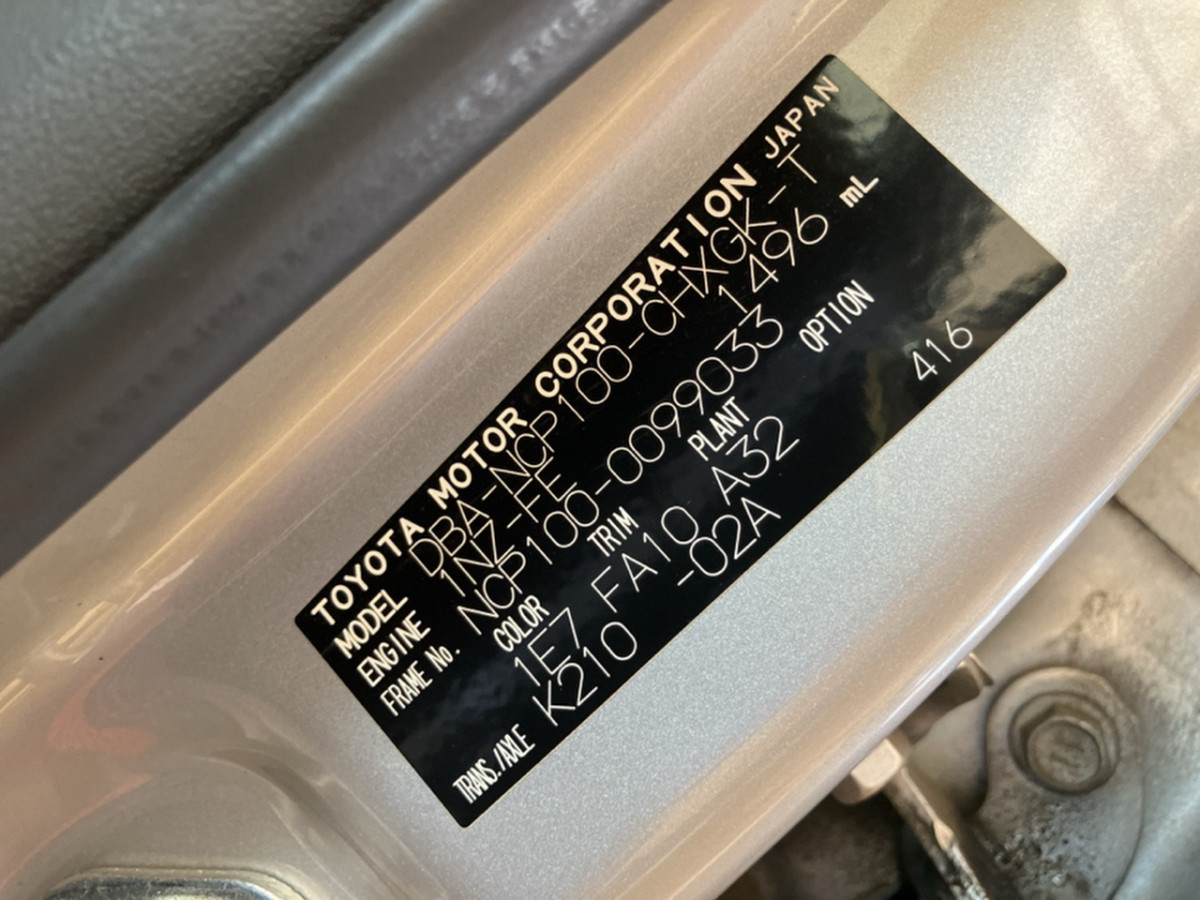 TOYOTA MOTOR CORPORATION JAPAN
MODEL DBA-NCP100-CHXGK-T
ENGINE 1NZ-FE 1496 mL
FRAME No. NCP100-0099033
COLOR TRIM PLANT OPTION
1E7 FA10 A32 416
TRANS./AXLE K210 -02A